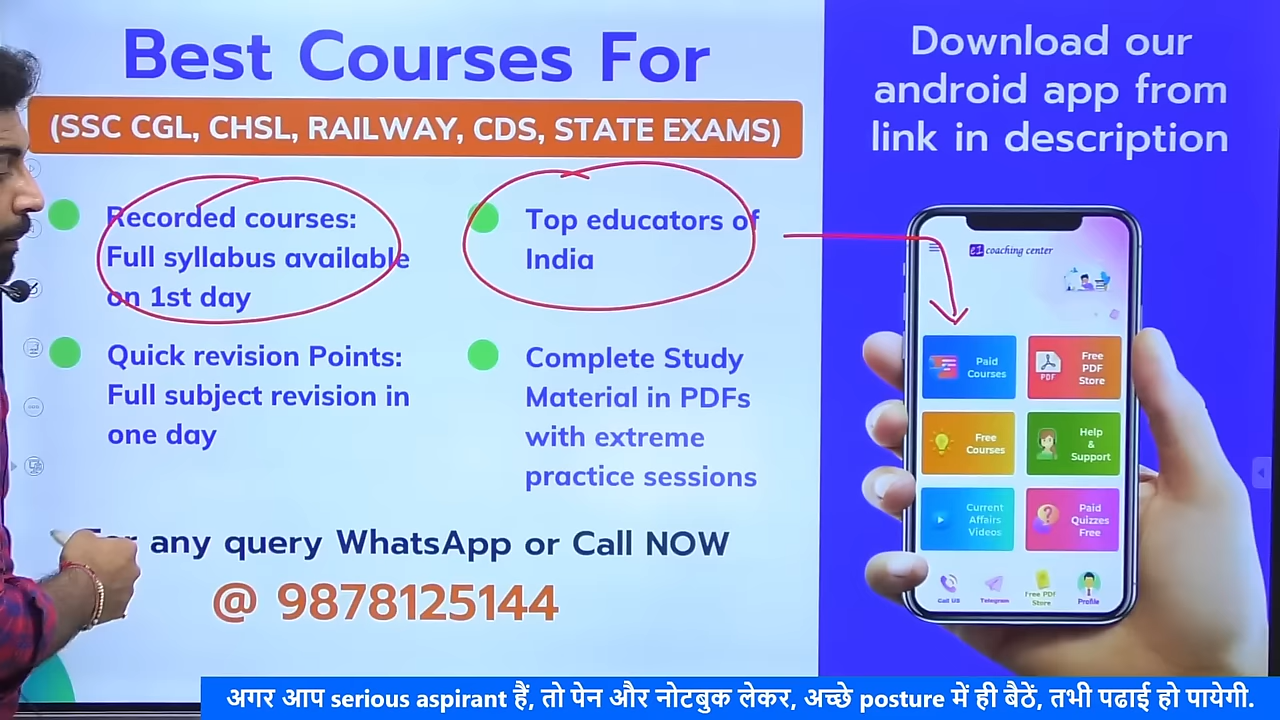 Best Courses For
(SSC CGL, CHSL, RAILWAY, CDS, STATE EXAMS)
Recorded courses:
Full syllabus available
on 1st day
Top educators of
India
Quick revision Points:
Full subject revision in
one day
Complete Study
Material in PDFs
with extreme
practice sessions
For any query WhatsApp or Call NOW
@ 9878125144
Download our
android app from
link in description
e1 coaching center
Paid
Courses
PDF
Free
PDF
Store
Free
Courses
Help
&
Support
Current
Affairs
Videos
Paid
Quizzes
Free
Call US
Telegram
Free PDF
Store
Profile
अगर आप serious aspirant हैं, तो पेन और नोटबुक लेकर, अच्छे posture में ही बैठें, तभी पढाई हो पायेगी.